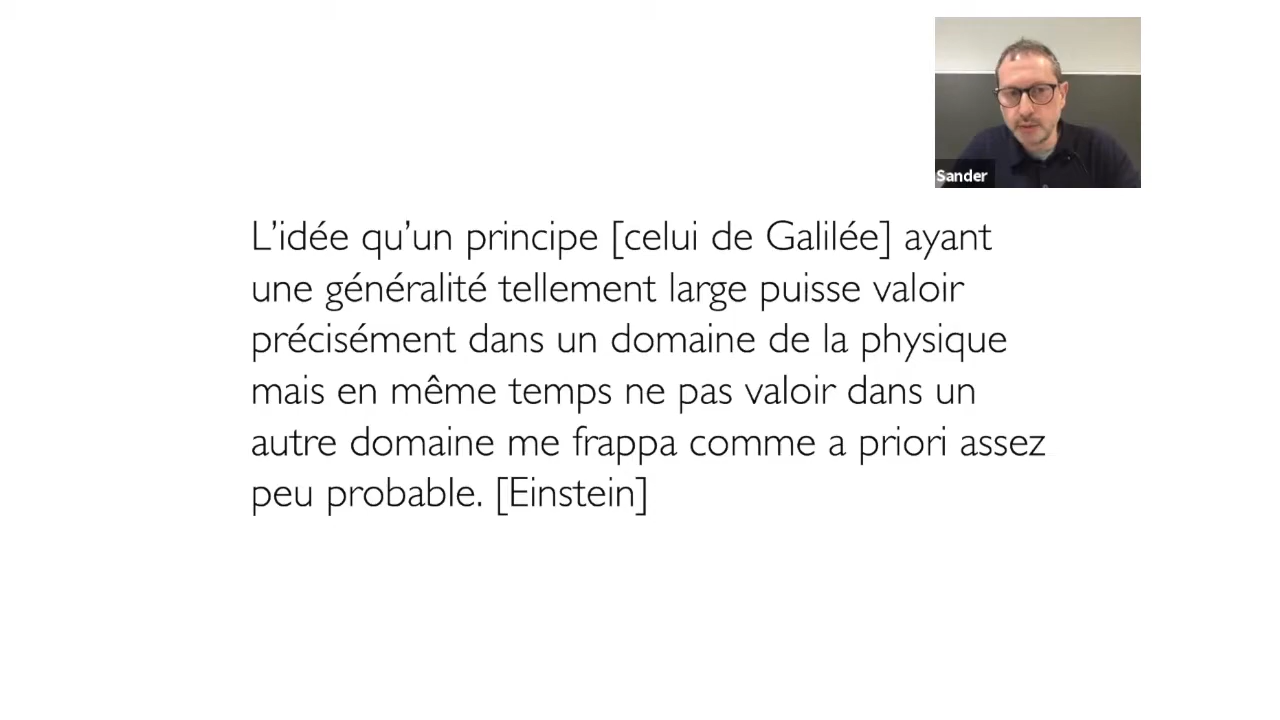 Sander
L’idée qu’un principe [celui de Galilée] ayant
une généralité tellement large puisse valoir
précisément dans un domaine de la physique
mais en même temps ne pas valoir dans un
autre domaine me frappa comme a priori assez
peu probable. [Einstein]